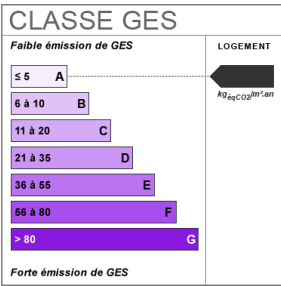 CLASSE GES
Faible émission de GES
LOGEMENT
≤ 5 A
kgéqCO2/m².an
6 à 10 B
11 à 20 C
21 à 35 D
36 à 55 E
56 à 80 F
> 80 G
Forte émission de GES